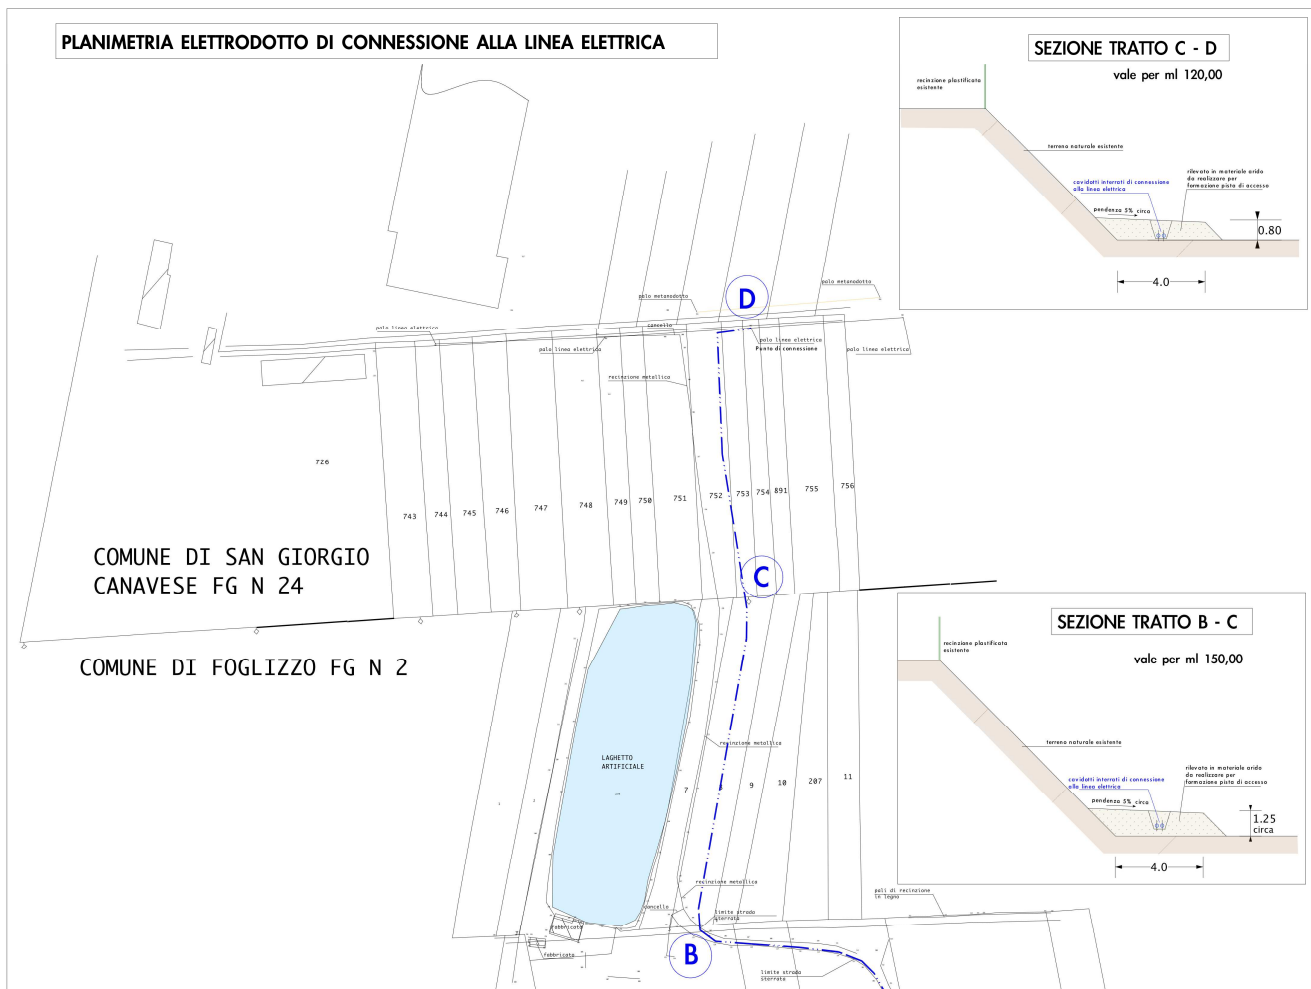 PLANIMETRIA ELETTRODOTTO DI CONNESSIONE ALLA LINEA ELETTRICA
SEZIONE TRATTO C - D
vale per ml 120,00
recinzione plastificata
esistente
terreno naturale esistente
cavidotti interrati di connessione
alla linea elettrica
rilevato in materiale arido
da realizzare per
formazione pista di accesso
pendenza 5% circa
0.80
4.0
palo metanodotto
D
palo metanodotto
palo linea elettrica
cancello
palo linea elettrica
palo linea elettrica
Punto di connessione
palo linea elettrica
recinzione metallica
726
743
744
745
746
747
748
749
750
751
752
753
754
891
755
756
COMUNE DI SAN GIORGIO
CANAVESE FG N 24
C
COMUNE DI FOGLIZZO FG N 2
SEZIONE TRATTO B - C
vale per ml 150,00
recinzione plastificata
esistente
terreno naturale esistente
cavidotti interrati di connessione
alla linea elettrica
rilevato in materiale arido
da realizzare per
formazione pista di accesso
pendenza 5% circa
1.25
circa
4.0
recinzione metallica
LAGHETTO
ARTIFICIALE
7
9
10
207
11
recinzione metallica
pali di recinzione
in legno
cancello
limite strada
sterrata
fabbricato
fabbricato
B
limite strada
sterrata